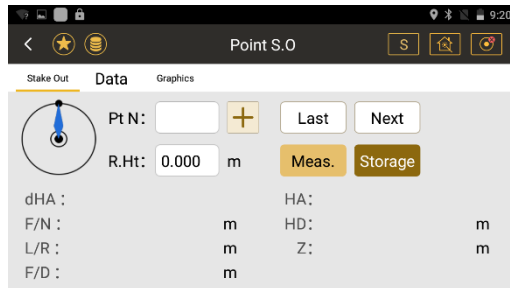 9:20
Point S.O
S
Stake Out Data Graphics
Pt N: Last Next
R.Ht: 0.000 m Meas. Storage
dHA : HA:
F/N : m HD: m
L/R : m Z: m
F/D : m